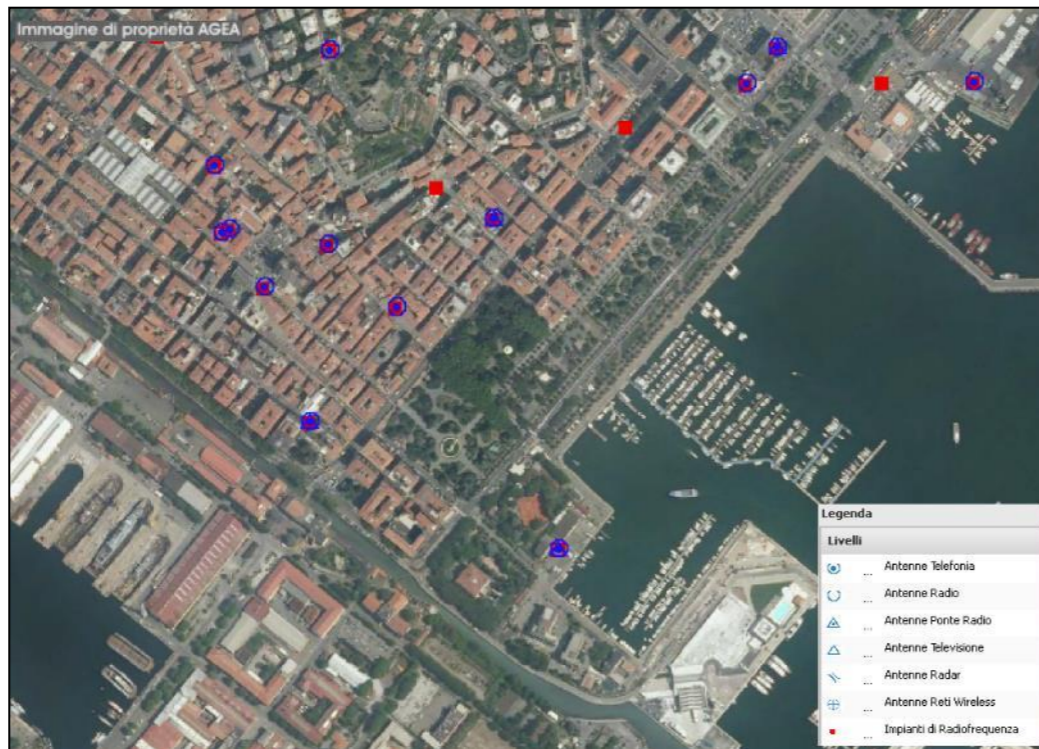 Immagine di proprietà AGEA
Legenda
Livelli
... Antenne Telefonia
... Antenne Radio
... Antenne Ponte Radio
... Antenne Televisione
... Antenne Radar
... Antenne Reti Wireless
... Impianti di Radiofrequenza